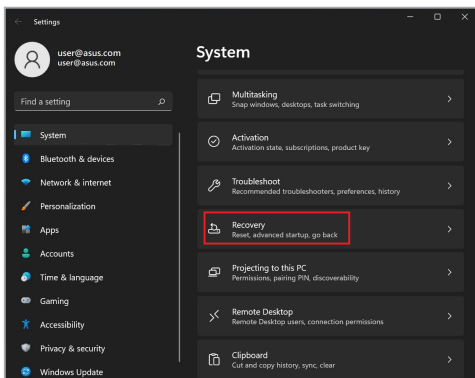 Settings
user@asus.com
user@asus.com
Find a setting
System
Bluetooth & devices
Network & internet
Personalization
Apps
Accounts
Time & language
Gaming
Accessibility
Privacy & security
Windows Update
System
Multitasking
Snap windows, desktops, task switching
Activation
Activation state, subscriptions, product key
Troubleshoot
Recommended troubleshooters, preferences, history
Recovery
Reset, advanced startup, go back
Projecting to this PC
Permissions, pairing PIN, discoverability
Remote Desktop
Remote Desktop users, connection permissions
Clipboard
Cut and copy history, sync, clear